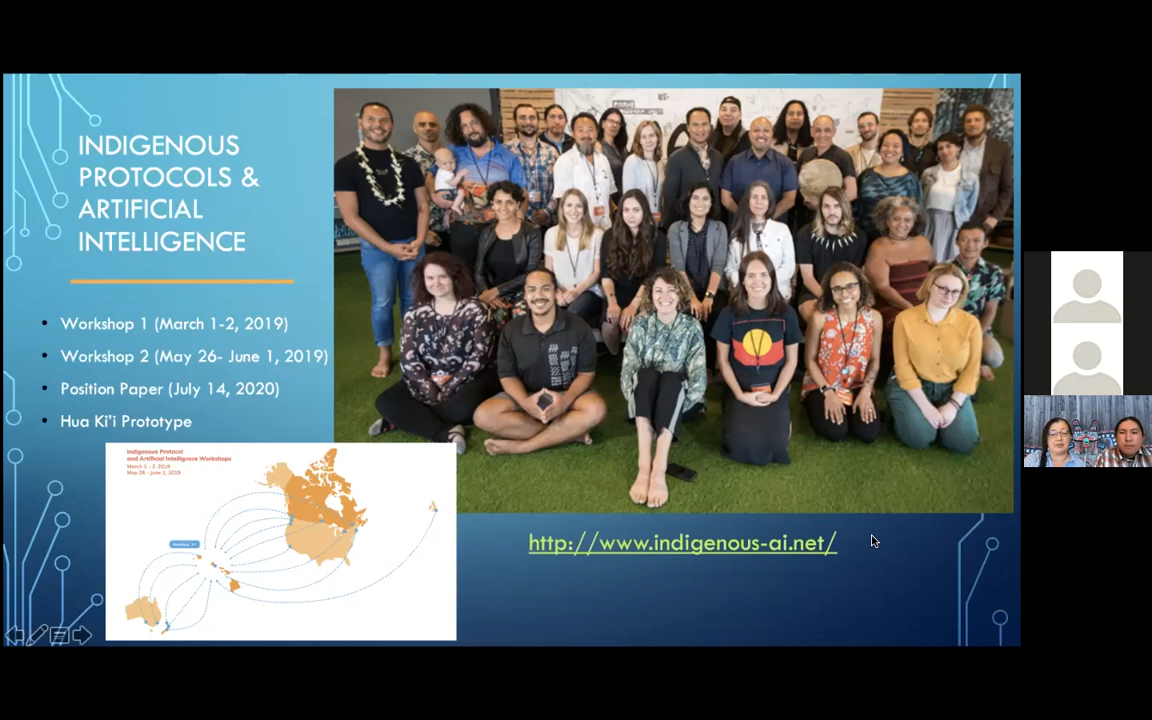 INDIGENOUS
PROTOCOLS &
ARTIFICIAL
INTELLIGENCE
• Workshop 1 (March 1-2, 2019)
• Workshop 2 (May 26- June 1, 2019)
• Position Paper (July 14, 2020)
• Hua Ki'i Prototype
Indigenous Protocol
and Artificial Intelligence Workshops
March 1 - 2, 2019
May 26 - June 1, 2019
http://www.indigenous-ai.net/